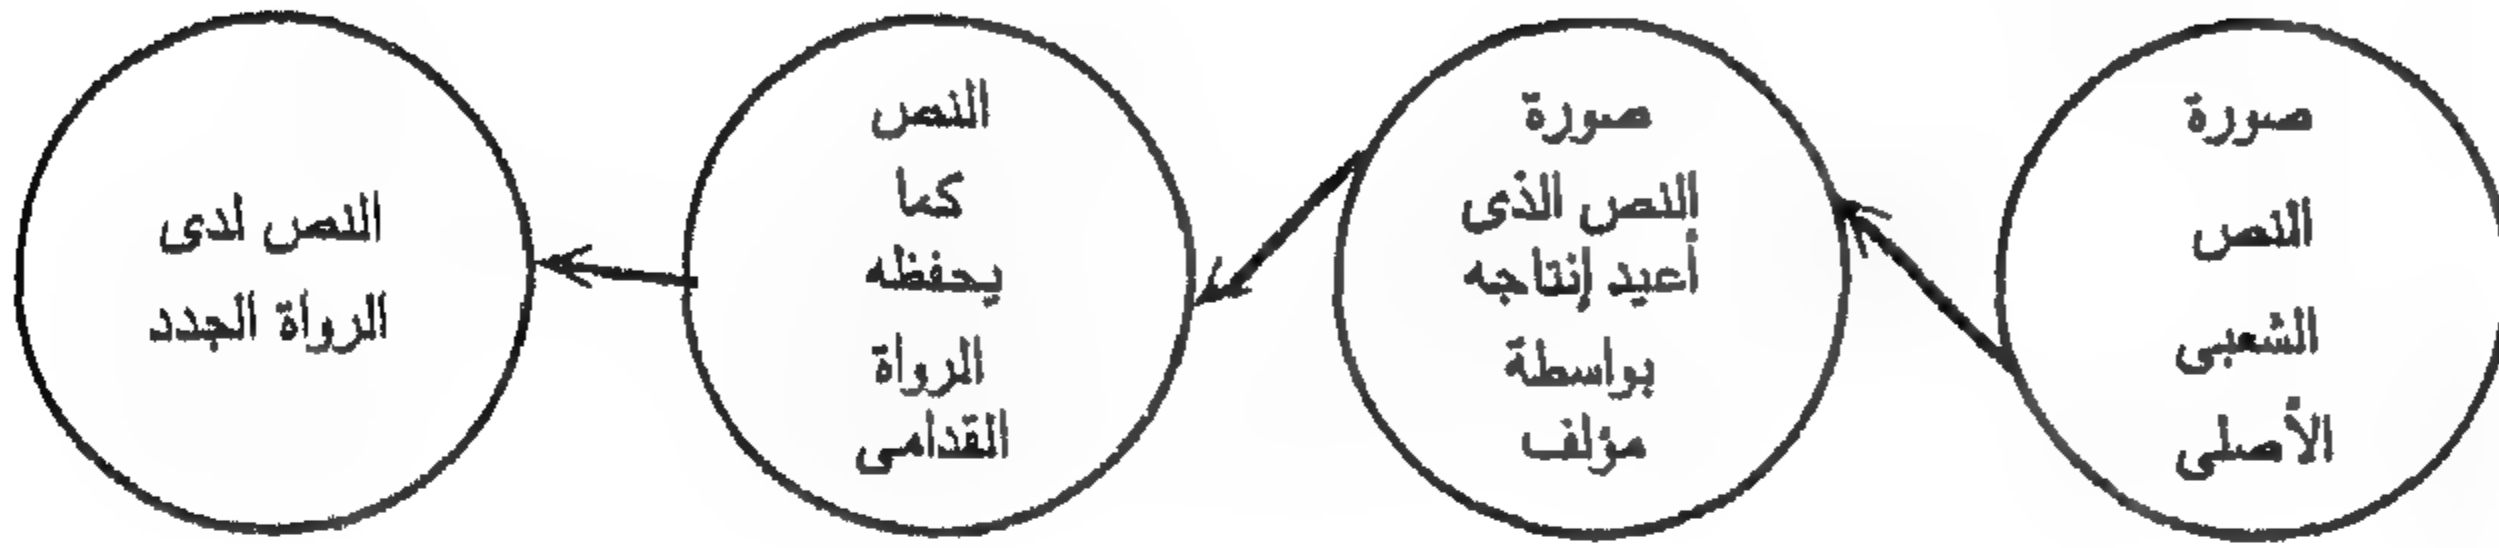 صورة
النص
الشعبى
الأصلى
صورة
النص الذى
أعيد إنتاجه
بواسطة
مؤلف
النص
كما
يحفظه
الرواة
القدامى
النص لدى
الرواة الجدد